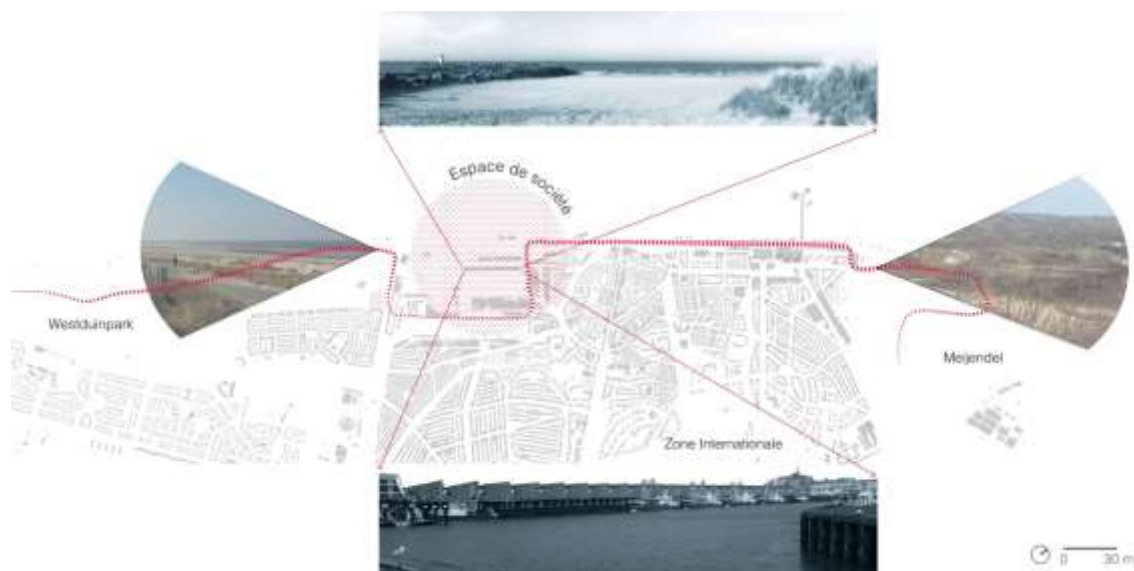 Espace de société
Westduinpark
Meijendel
Zone Internationale
0 30 m